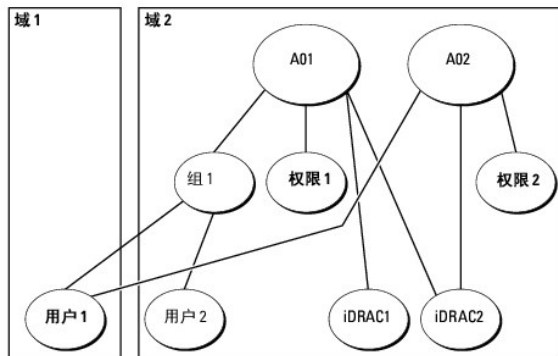 域 1
域 2
A01
A02
组 1
权限 1
权限 2
用户 1
用户 2
iDRAC1
iDRAC2